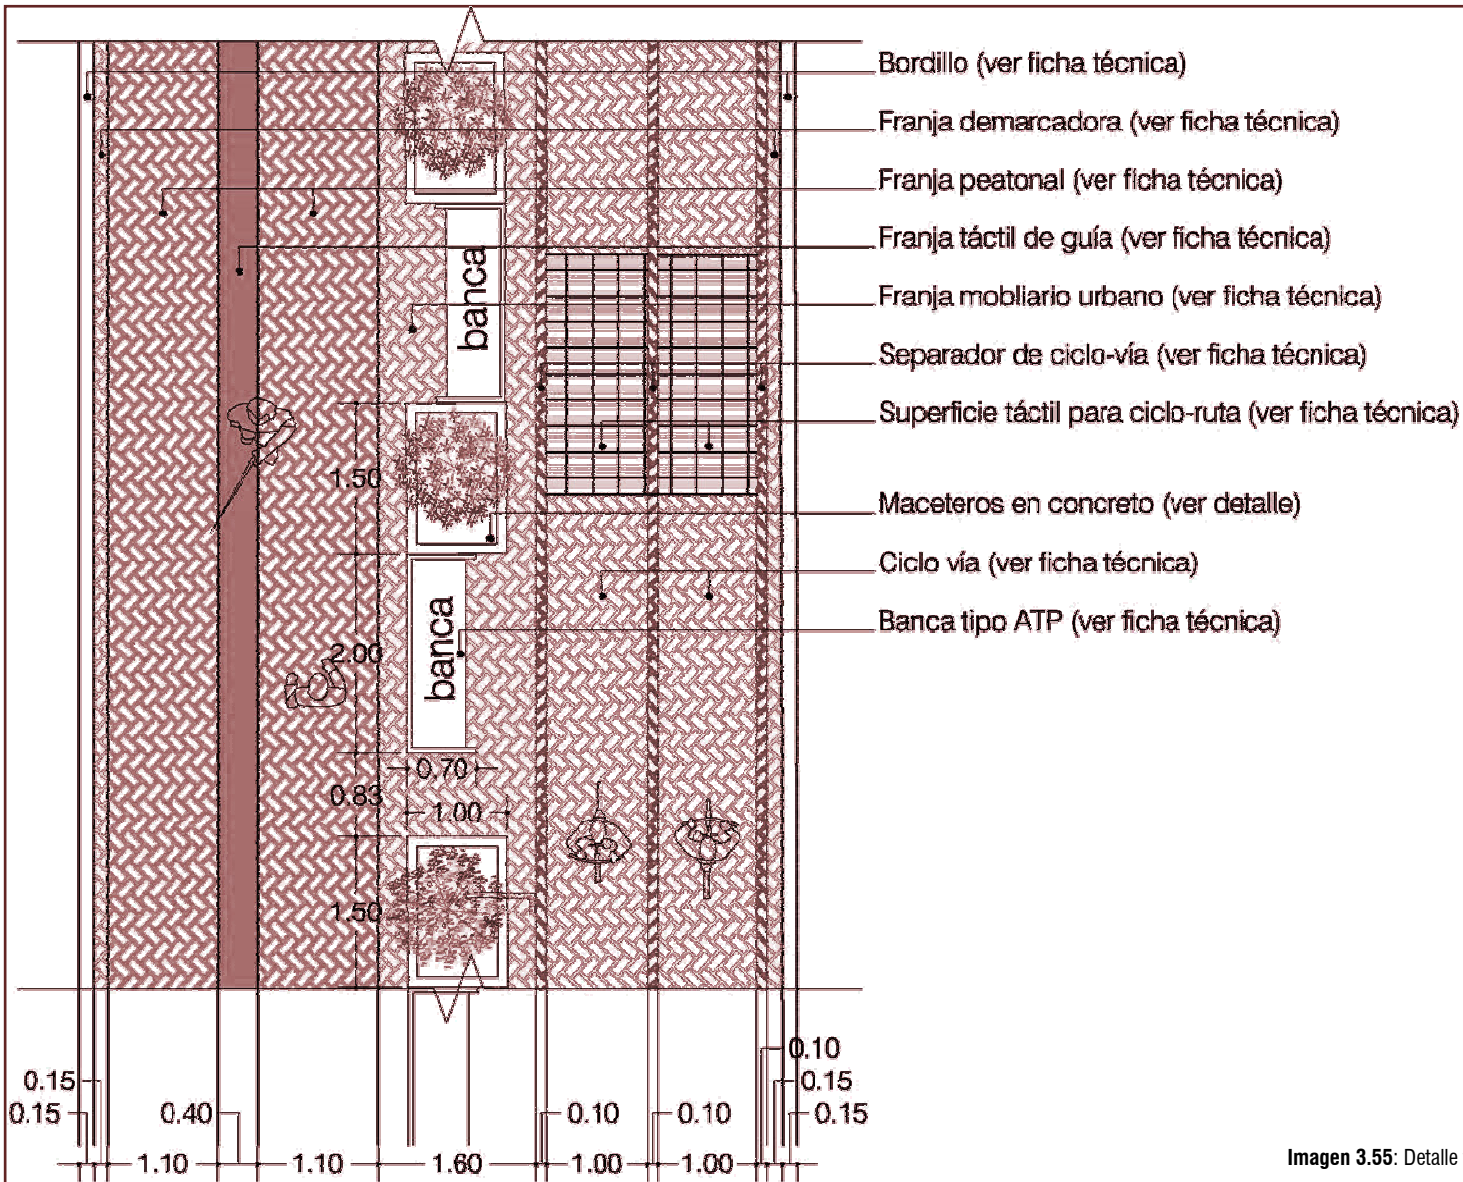 Bordillo (ver ficha técnica)
Franja demarcadora (ver ficha técnica)
Franja peatonal (ver ficha técnica)
Franja táctil de guía (ver ficha técnica)
Franja mobliario urbano (ver ficha técnica)
Separador de ciclo-vía (ver ficha técnica)
Superficie táctil para ciclo-ruta (ver ficha técnica)
Maceteros en concreto (ver detalle)
Ciclo vía (ver ficha técnica)
Banca tipo ATP (ver ficha técnica)
banca
banca
1.50
2.00
0.70
0.83
1.00
1.50
0.10
0.15
0.15
0.15
0.40
0.10
0.10
0.15
1.10
1.10
1.60
1.00
1.00
Imagen 3.55: Detalle